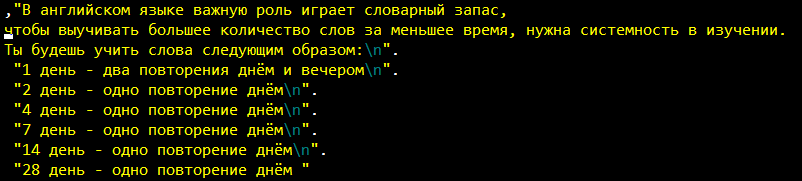 ,"В английском языке важную роль играет словарный запас,
чтобы выучивать большее количество слов за меньшее время, нужна системность в изучении.
Ты будешь учить слова следующим образом:\n".
"1 день - два повторения днём и вечером\n".
"2 день - одно повторение днём\n".
"4 день - одно повторение днём\n".
"7 день - одно повторение днём\n".
"14 день - одно повторение днём\n".
"28 день - одно повторение днём "